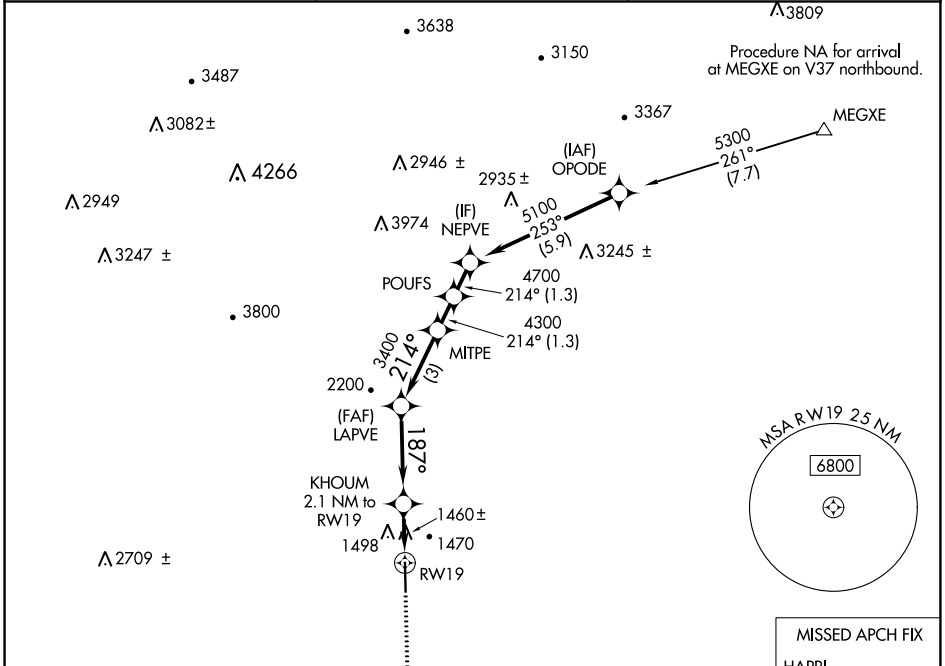 3809
3638
3150
Procedure NA for arrival
at MEGXE on V37 northbound.
3487
3082±
3367
MEGXE
5300
261°
(7.7)
(IAF)
OPODE
4266
2946 ±
2935 ±
2949
3974
(IF)
NEPVE
5100
253°
(5.9)
3247 ±
3245 ±
POUFS
4700
214° (1.3)
3800
4300
214° (1.3)
MITPE
3400
214°
(3)
2200
(FAF)
LAPVE
187°
MSA RW19 25 NM
6800
KHOUM
2.1 NM to
RW19
1460±
1498
1470
2709 ±
RW19
MISSED APCH FIX
HAPPI